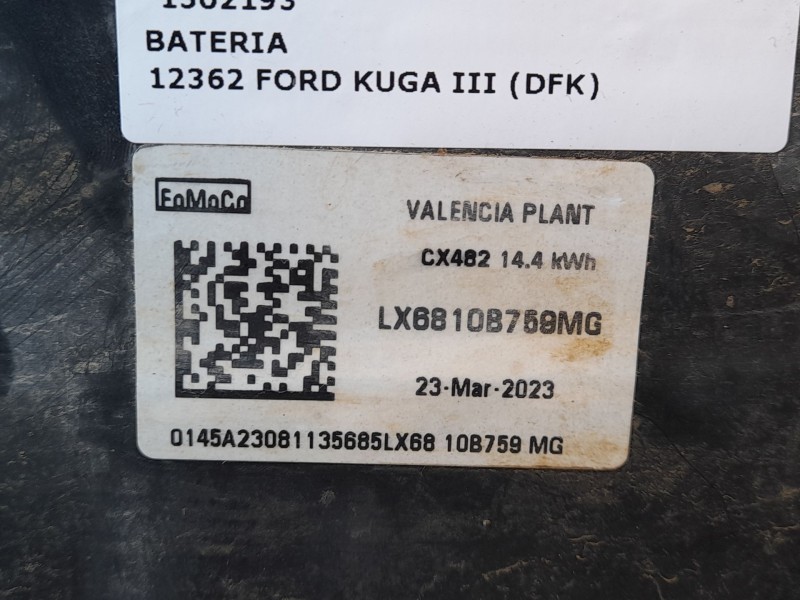 1502193
BATERIA
12362 FORD KUGA III (DFK)
FoMoCo
VALENCIA PLANT
CX482 14.4 kWh
LX6810B759MG
23-Mar-2023
0145A23081135685LX68 10B759 MG